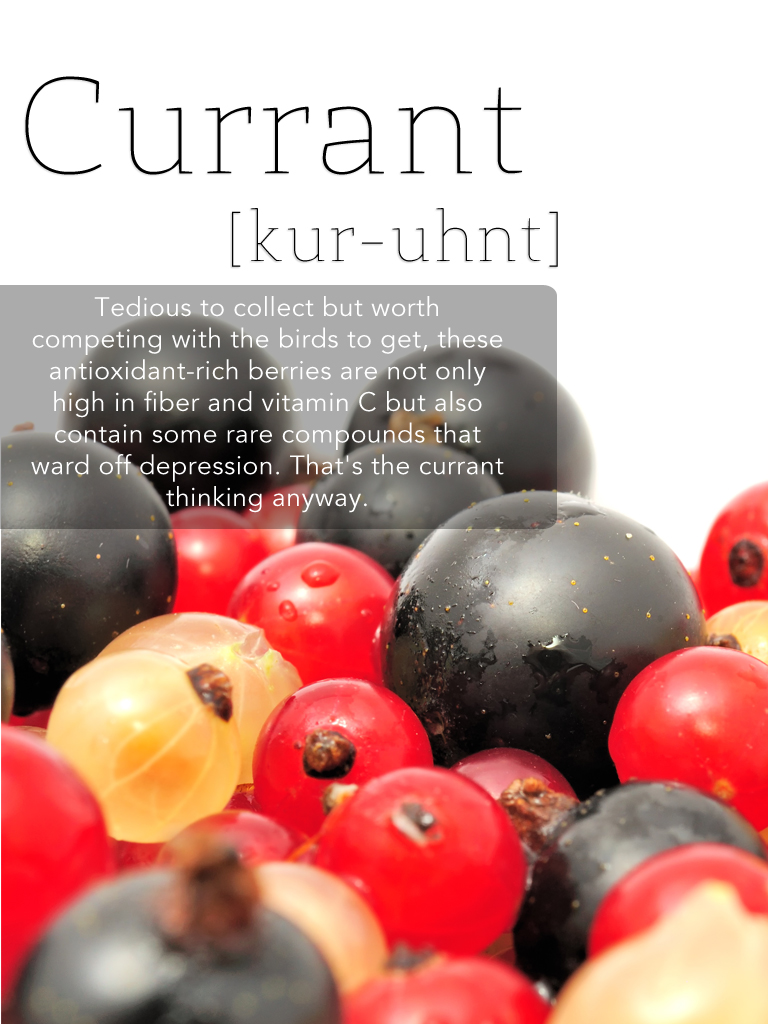 Currant
[kur-uhnt]
Tedious to collect but worth
competing with the birds to get, these
antioxidant-rich berries are not only
high in fiber and vitamin C but also
contain some rare compounds that
ward off depression. That's the currant
thinking anyway.